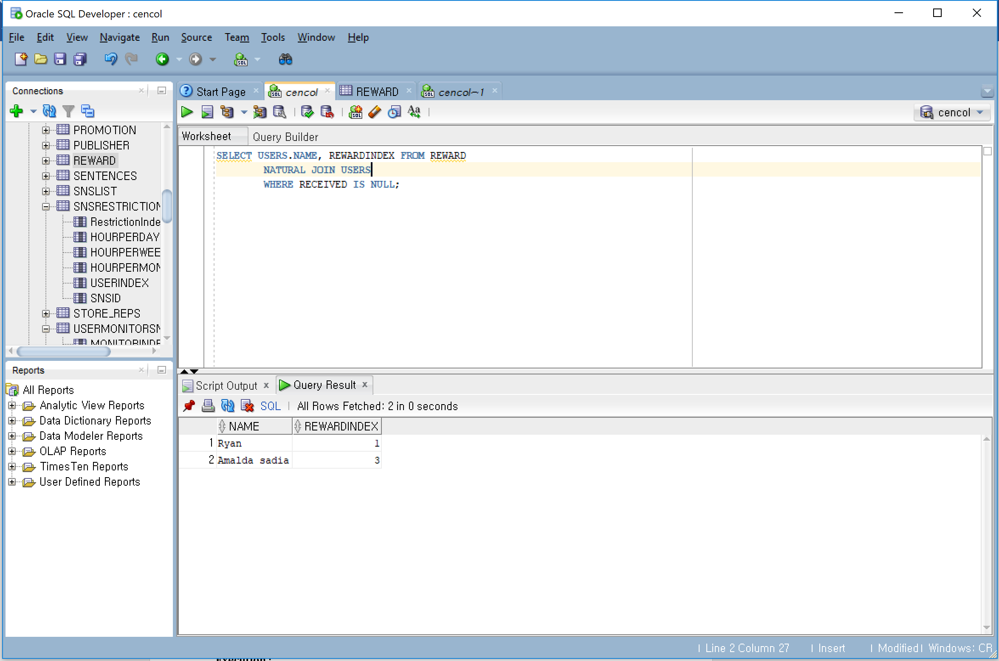 Oracle SQL Developer : cencol
File Edit View Navigate Run Source Team Tools Window Help
Connections
PROMOTION
PUBLISHER
REWARD
SENTENCES
SNSLIST
SNSRESTRICTION
RestrictionInde
HOURPERDAY
HOURPERWEE
HOURPERMON
USERINDEX
SNSID
STORE_REPS
USERMONITORSN
MONITORINDE
Reports
All Reports
Analytic View Reports
Data Dictionary Reports
Data Modeler Reports
OLAP Reports
TimesTen Reports
User Defined Reports
Start Page cencol REWARD cencol~1
cencol
Worksheet Query Builder
SELECT USERS.NAME, REWARDINDEX FROM REWARD
NATURAL JOIN USERS
WHERE RECEIVED IS NULL;
Script Output x Query Result x
SQL | All Rows Fetched: 2 in 0 seconds
NAME REWARDINDEX
1 Ryan 1
2 Amalda sadia 3
| Line 2 Column 27 | Insert | Modified | Windows: CR
Execution: